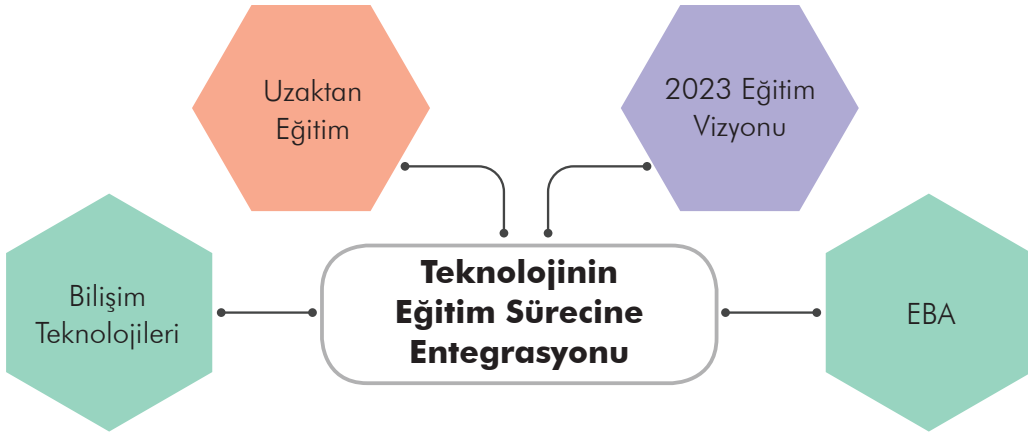 Uzaktan
Eğitim
2023 Eğitim
Vizyonu
Bilişim
Teknolojileri
Teknolojinin
Eğitim Sürecine
Entegrasyonu
EBA